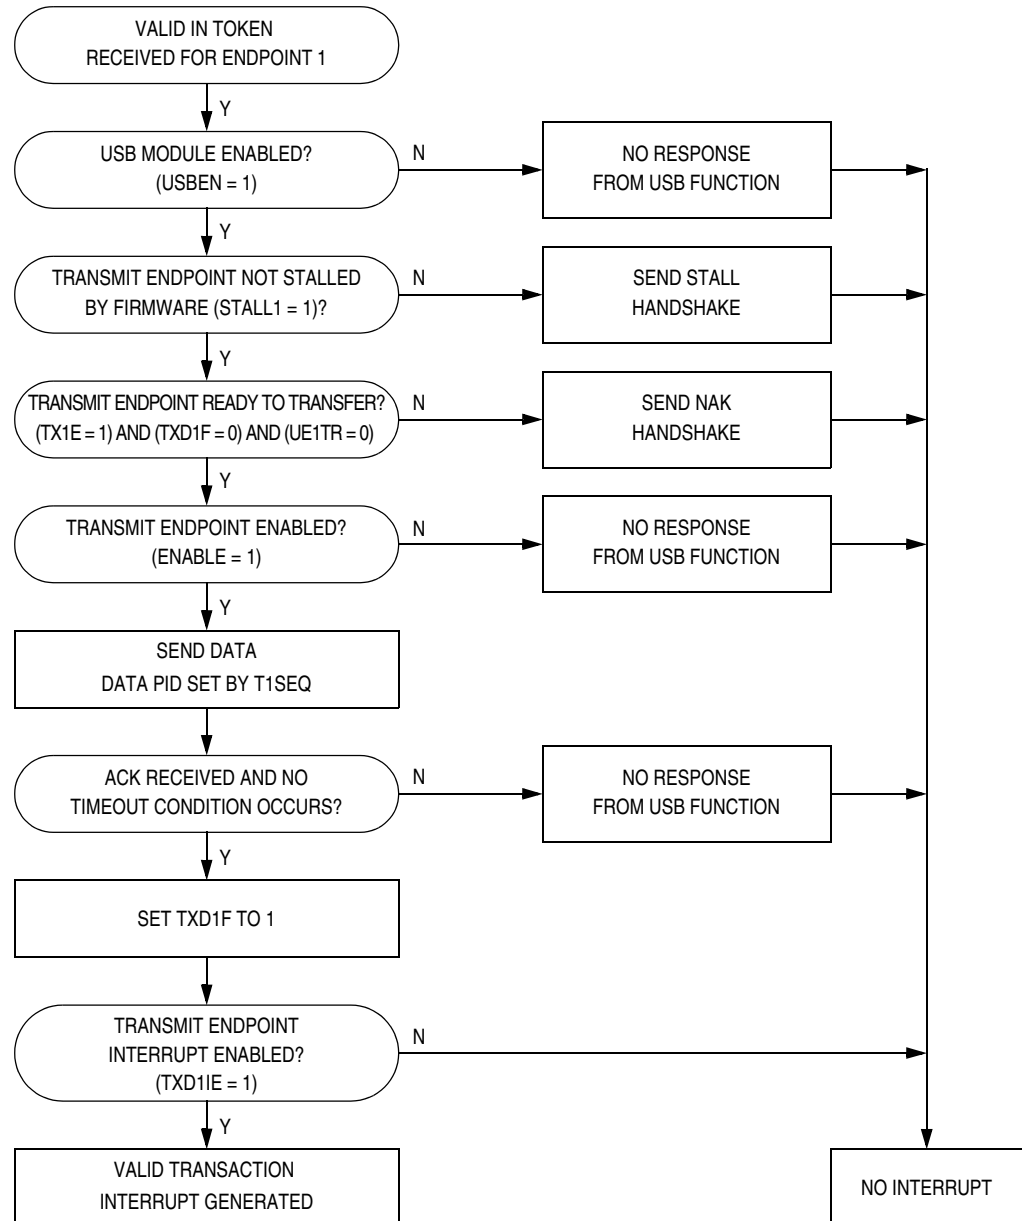 VALID IN TOKEN
RECEIVED FOR ENDPOINT 1
Y
USB MODULE ENABLED?
(USBEN = 1)
N
NO RESPONSE
FROM USB FUNCTION
Y
TRANSMIT ENDPOINT NOT STALLED
BY FIRMWARE (STALL1 = 1)?
N
SEND STALL
HANDSHAKE
Y
TRANSMIT ENDPOINT READY TO TRANSFER?
(TX1E = 1) AND (TXD1F = 0) AND (UE1TR = 0)
N
SEND NAK
HANDSHAKE
Y
TRANSMIT ENDPOINT ENABLED?
(ENABLE = 1)
N
NO RESPONSE
FROM USB FUNCTION
Y
SEND DATA
DATA PID SET BY T1SEQ
ACK RECEIVED AND NO
TIMEOUT CONDITION OCCURS?
N
NO RESPONSE
FROM USB FUNCTION
Y
SET TXD1F TO 1
TRANSMIT ENDPOINT
INTERRUPT ENABLED?
(TXD1IE = 1)
N
Y
VALID TRANSACTION
INTERRUPT GENERATED
NO INTERRUPT